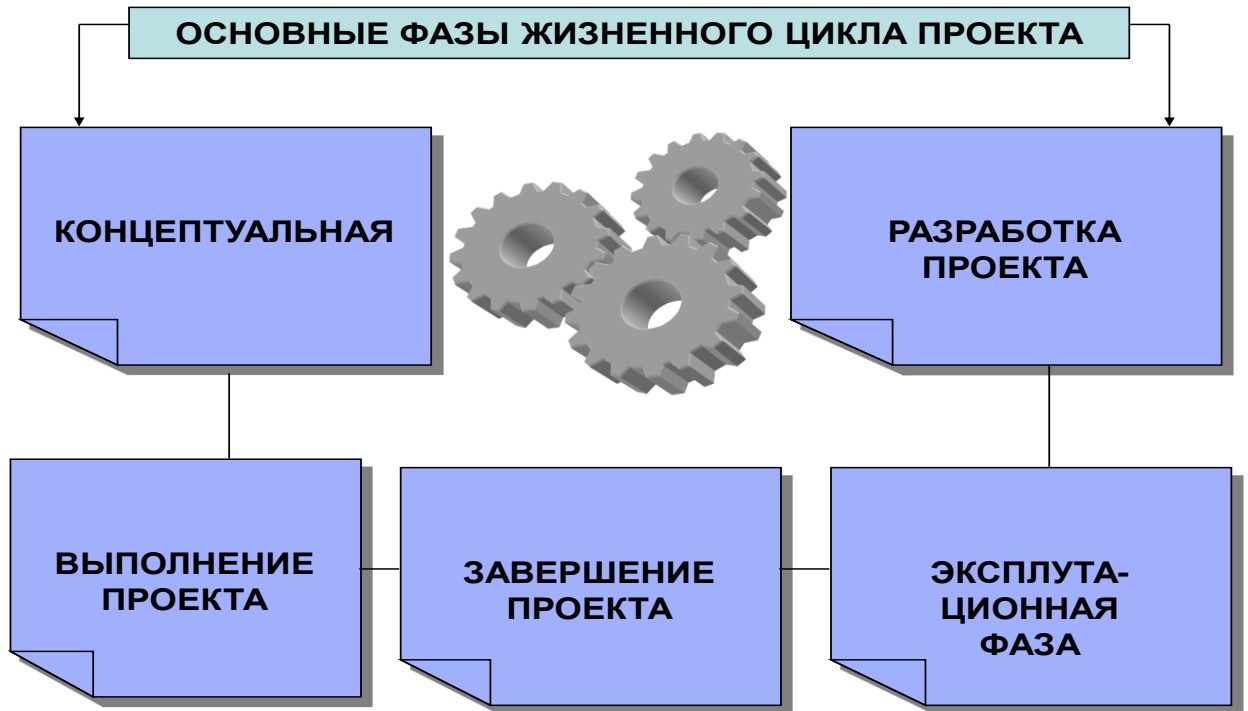 ОСНОВНЫЕ ФАЗЫ ЖИЗНЕННОГО ЦИКЛА ПРОЕКТА
КОНЦЕПТУАЛЬНАЯ
РАЗРАБОТКА
ПРОЕКТА
ВЫПОЛНЕНИЕ
ПРОЕКТА
ЗАВЕРШЕНИЕ
ПРОЕКТА
ЭКСПЛУТА-
ЦИОННАЯ
ФАЗА